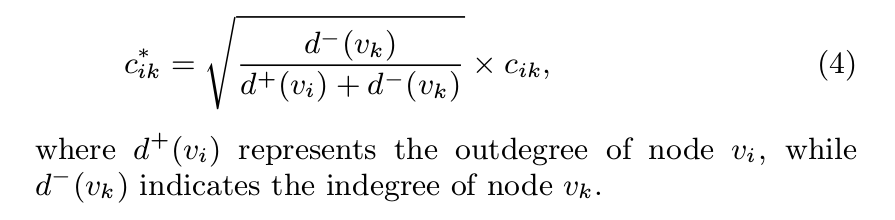 c*_{ik} = √(d⁻(v_k) / (d⁺(v_i) + d⁻(v_k))) × c_{ik}, (4)
where d⁺(v_i) represents the outdegree of node v_i, while
d⁻(v_k) indicates the indegree of node v_k.